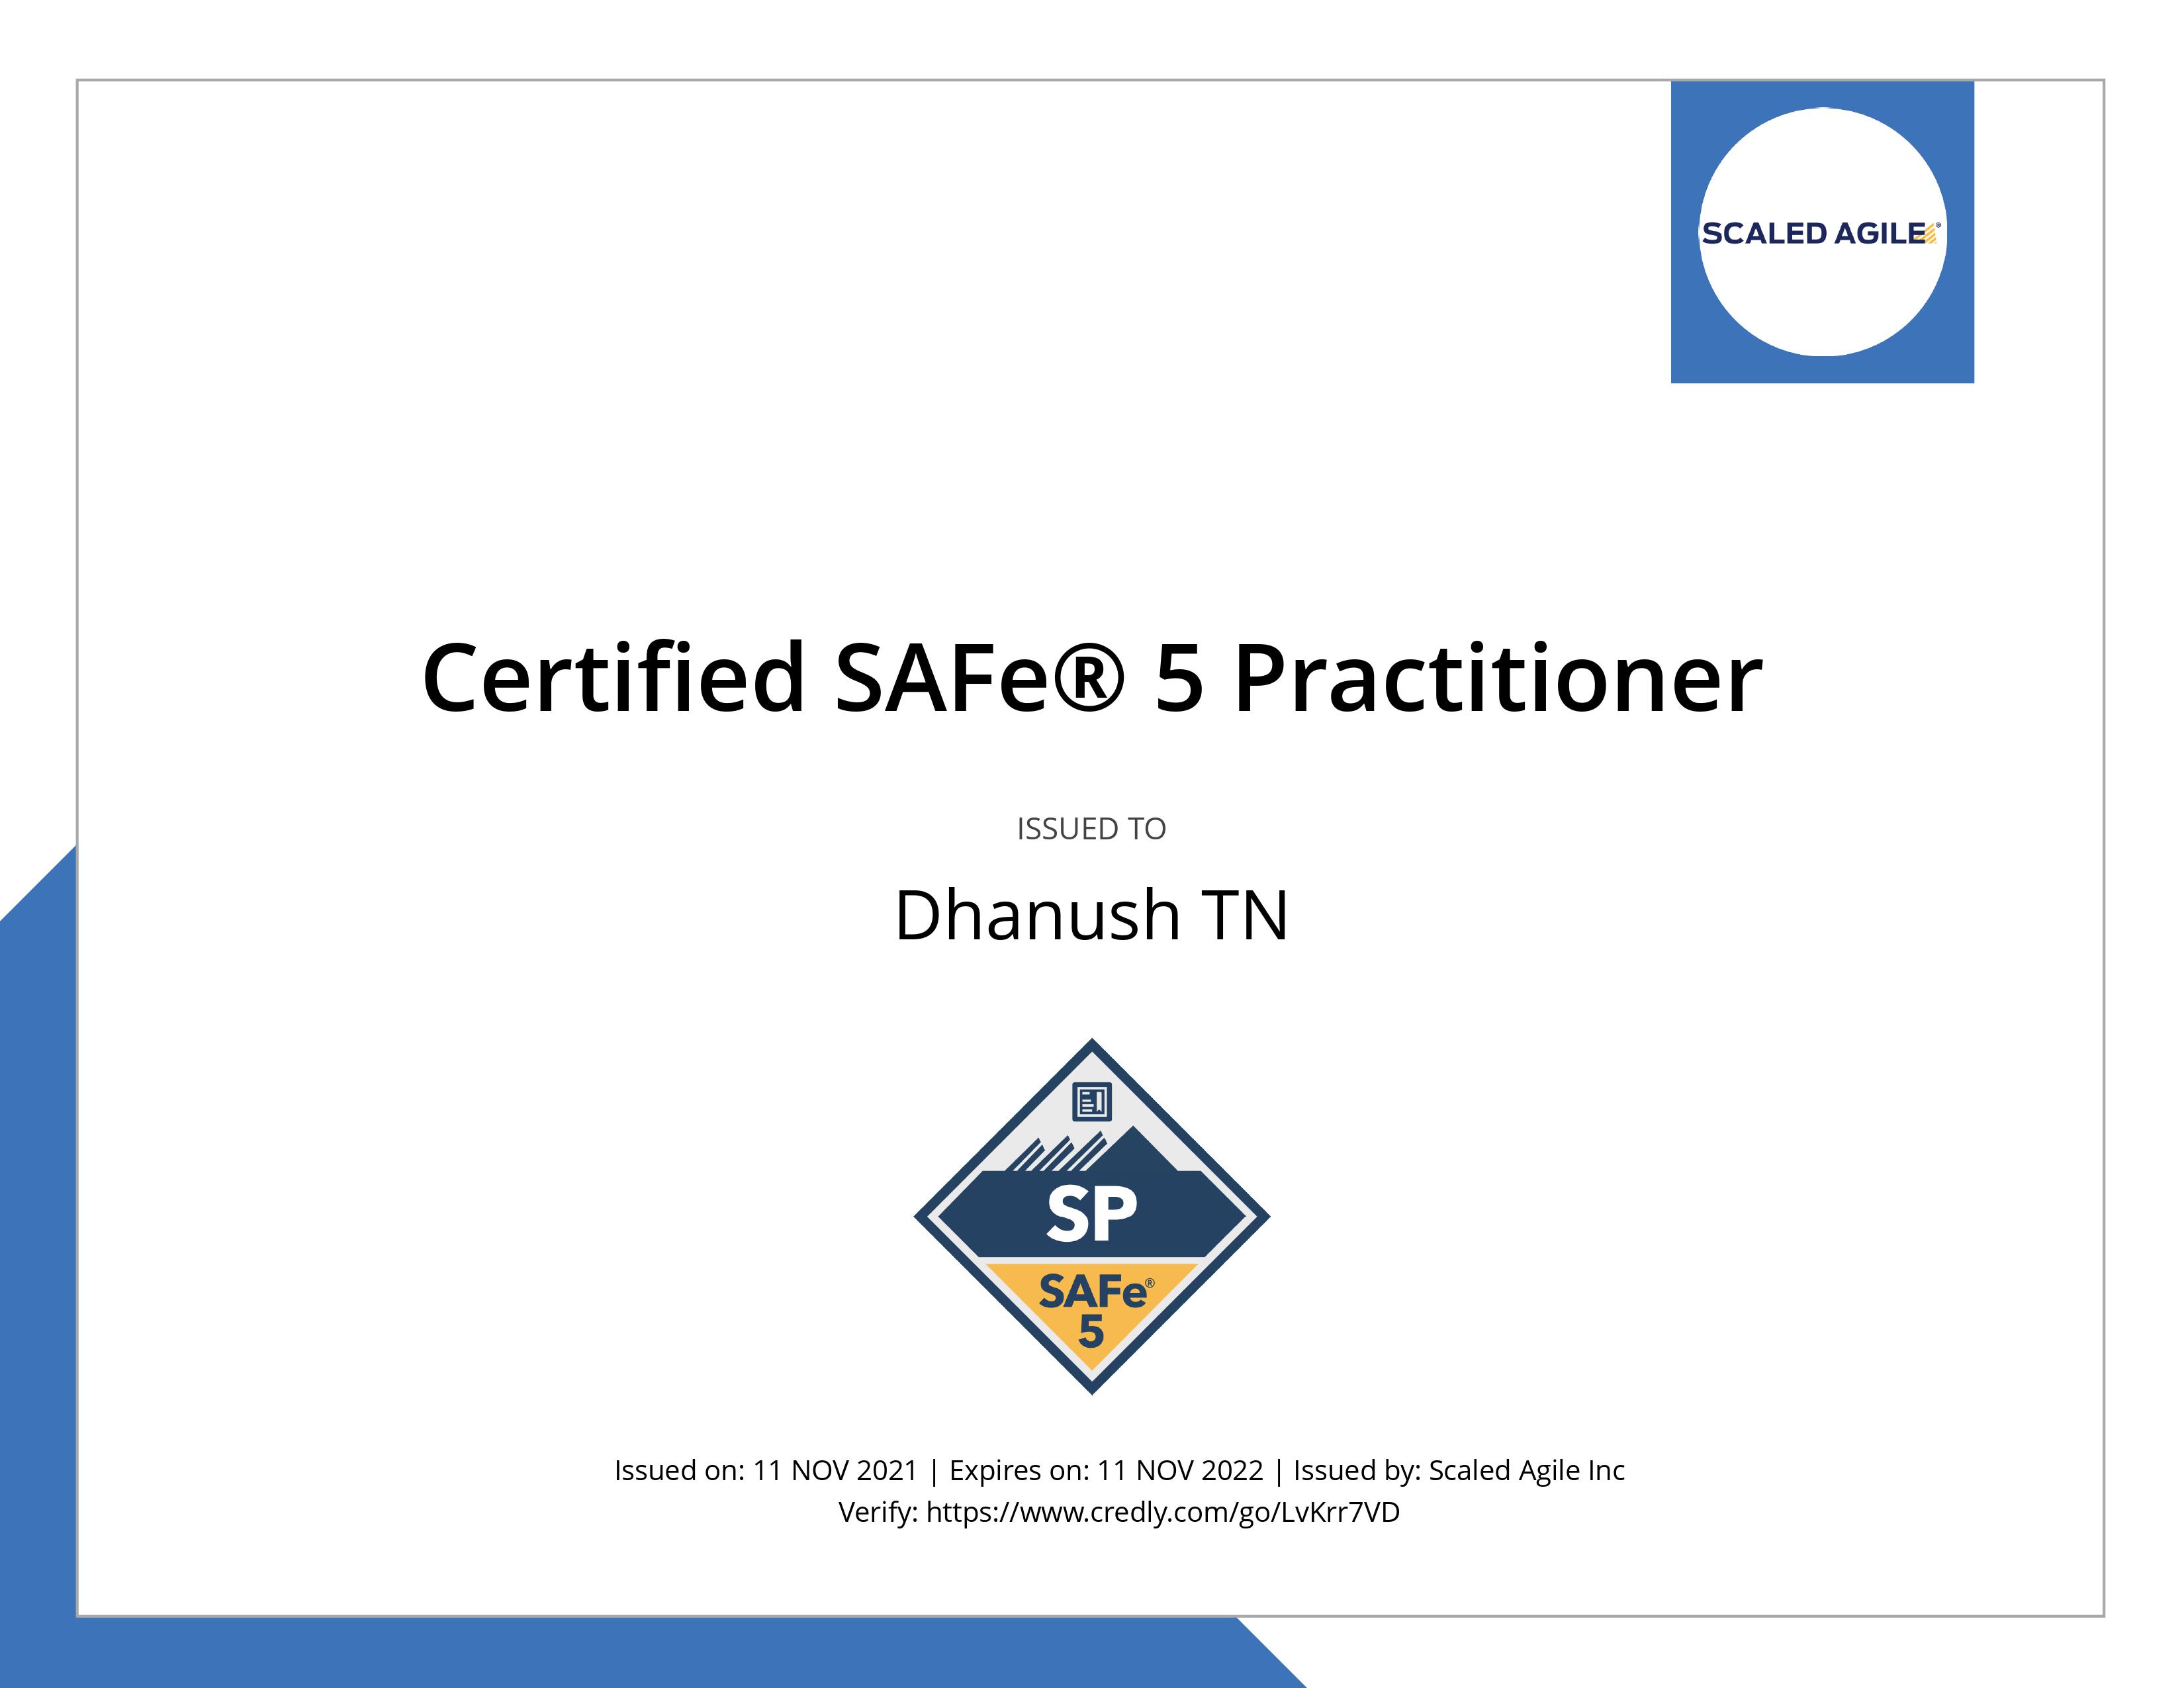 SCALED AGILE®
Certified SAFe® 5 Practitioner
ISSUED TO
Dhanush TN
SP
SAFe®
5
Issued on: 11 NOV 2021 | Expires on: 11 NOV 2022 | Issued by: Scaled Agile Inc
Verify: https://www.credly.com/go/LvKrr7VD